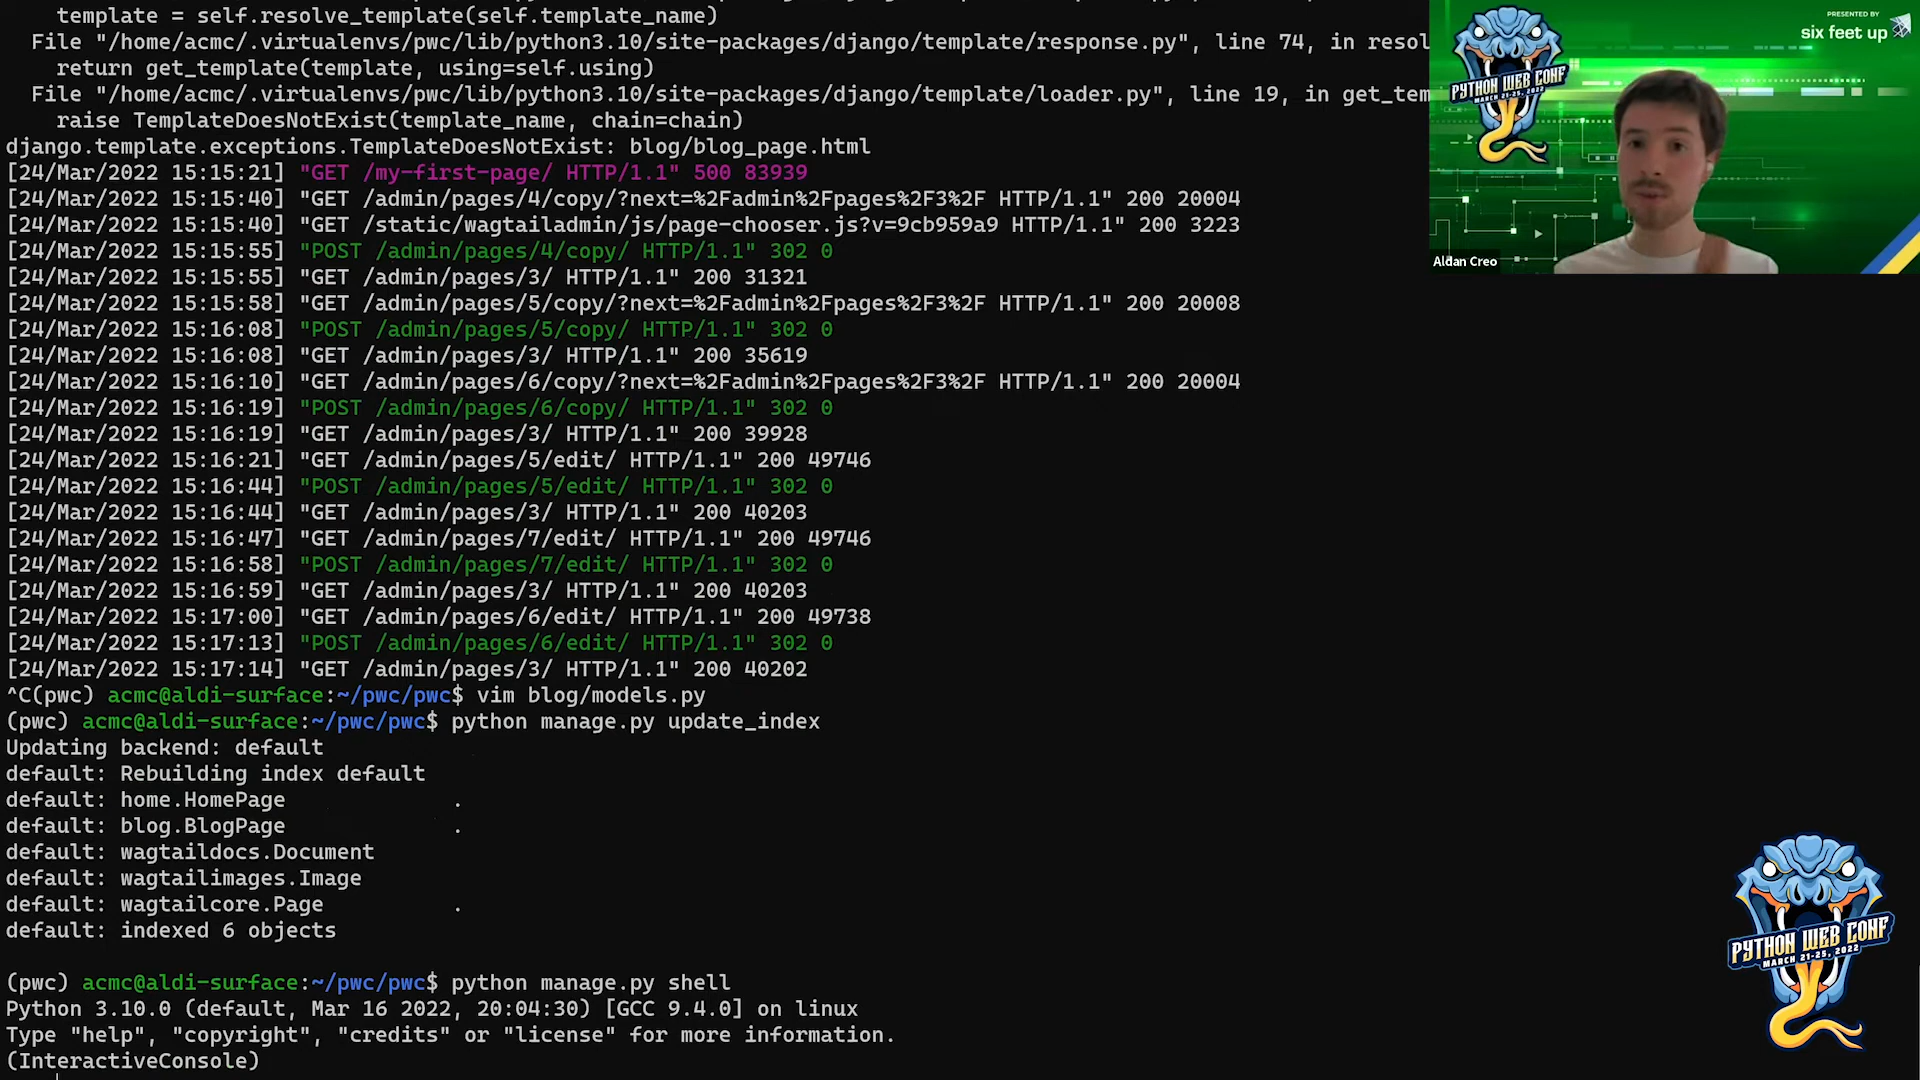 template = self.resolve_template(self.template_name)
File "/home/acmc/.virtualenvs/pwc/lib/python3.10/site-packages/django/template/response.py", line 74, in resol
return get_template(template, using=self.using)
File "/home/acmc/.virtualenvs/pwc/lib/python3.10/site-packages/django/template/loader.py", line 19, in get_tem
raise TemplateDoesNotExist(template_name, chain=chain)
django.template.exceptions.TemplateDoesNotExist: blog/blog_page.html
[24/Mar/2022 15:15:21] "GET /my-first-page/ HTTP/1.1" 500 83939
[24/Mar/2022 15:15:40] "GET /admin/pages/4/copy/?next=%2Fadmin%2Fpages%2F3%2F HTTP/1.1" 200 20004
[24/Mar/2022 15:15:40] "GET /static/wagtailadmin/js/page-chooser.js?v=9cb959a9 HTTP/1.1" 200 3223
[24/Mar/2022 15:15:55] "POST /admin/pages/4/copy/ HTTP/1.1" 302 0
[24/Mar/2022 15:15:55] "GET /admin/pages/3/ HTTP/1.1" 200 31321
[24/Mar/2022 15:15:58] "GET /admin/pages/5/copy/?next=%2Fadmin%2Fpages%2F3%2F HTTP/1.1" 200 20008
[24/Mar/2022 15:16:08] "POST /admin/pages/5/copy/ HTTP/1.1" 302 0
[24/Mar/2022 15:16:08] "GET /admin/pages/3/ HTTP/1.1" 200 35619
[24/Mar/2022 15:16:10] "GET /admin/pages/6/copy/?next=%2Fadmin%2Fpages%2F3%2F HTTP/1.1" 200 20004
[24/Mar/2022 15:16:19] "POST /admin/pages/6/copy/ HTTP/1.1" 302 0
[24/Mar/2022 15:16:19] "GET /admin/pages/3/ HTTP/1.1" 200 39928
[24/Mar/2022 15:16:21] "GET /admin/pages/5/edit/ HTTP/1.1" 200 49746
[24/Mar/2022 15:16:44] "POST /admin/pages/5/edit/ HTTP/1.1" 302 0
[24/Mar/2022 15:16:44] "GET /admin/pages/3/ HTTP/1.1" 200 40203
[24/Mar/2022 15:16:47] "GET /admin/pages/7/edit/ HTTP/1.1" 200 49746
[24/Mar/2022 15:16:58] "POST /admin/pages/7/edit/ HTTP/1.1" 302 0
[24/Mar/2022 15:16:59] "GET /admin/pages/3/ HTTP/1.1" 200 40203
[24/Mar/2022 15:17:00] "GET /admin/pages/6/edit/ HTTP/1.1" 200 49738
[24/Mar/2022 15:17:13] "POST /admin/pages/6/edit/ HTTP/1.1" 302 0
[24/Mar/2022 15:17:14] "GET /admin/pages/3/ HTTP/1.1" 200 40202
^C(pwc) acmc@aldi-surface:~/pwc/pwc$ vim blog/models.py
(pwc) acmc@aldi-surface:~/pwc/pwc$ python manage.py update_index
Updating backend: default
default: Rebuilding index default
default: home.HomePage .
default: blog.BlogPage .
default: wagtaildocs.Document
default: wagtailimages.Image
default: wagtailcore.Page .
default: indexed 6 objects
(pwc) acmc@aldi-surface:~/pwc/pwc$ python manage.py shell
Python 3.10.0 (default, Mar 16 2022, 20:04:30) [GCC 9.4.0] on linux
Type "help", "copyright", "credits" or "license" for more information.
(InteractiveConsole)
PYTHON WEB CONF
MARCH 21-25, 2022
PRESENTED BY
six feet up
Aldan Creo
PYTHON WEB CONF
MARCH 21-25, 2022